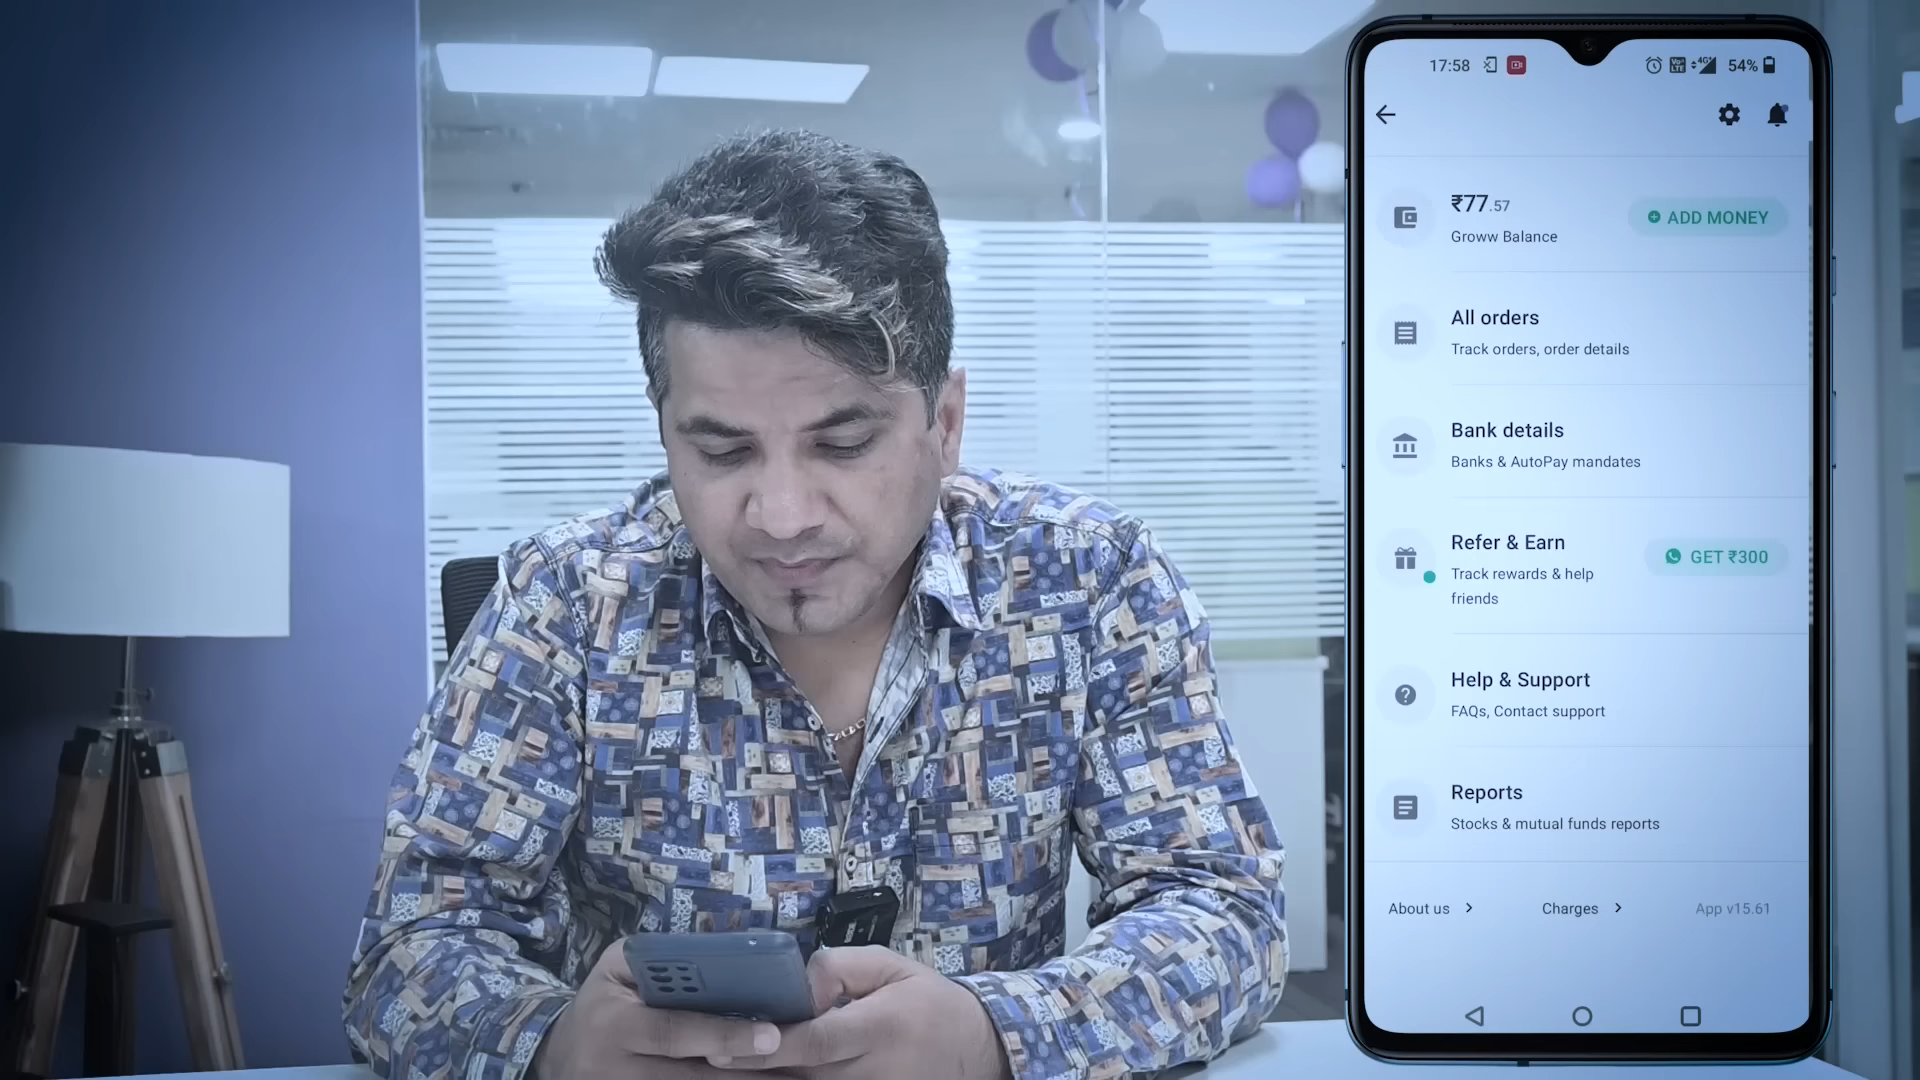 17:58 54%
₹77.57
Groww Balance
ADD MONEY
All orders
Track orders, order details
Bank details
Banks & AutoPay mandates
Refer & Earn
Track rewards & help
friends
GET ₹300
Help & Support
FAQs, Contact support
Reports
Stocks & mutual funds reports
About us Charges App v15.61